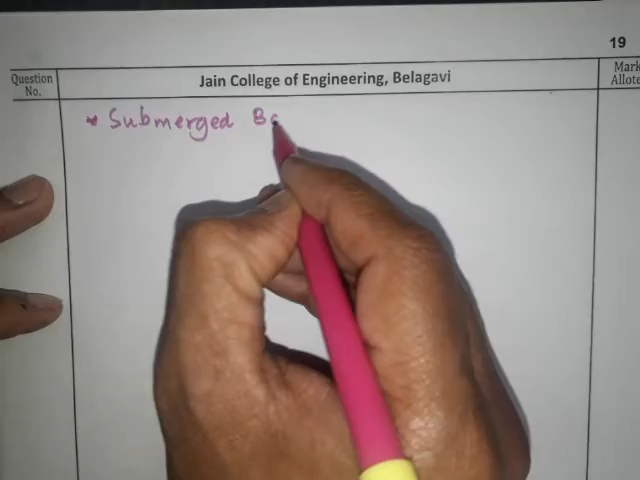 19
Question No.
Jain College of Engineering, Belagavi
Mark
Allote
* Submerged B